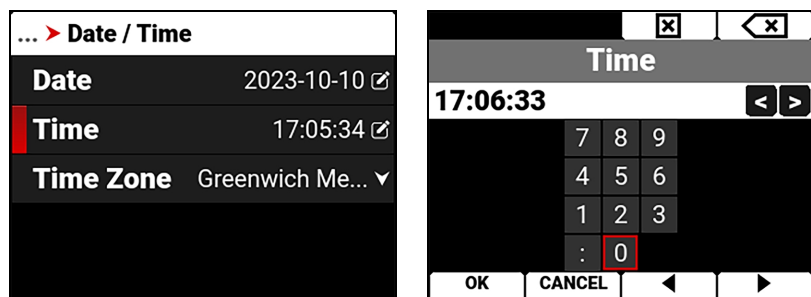 ... > Date / Time
Date 2023-10-10
Time 17:05:34
Time Zone Greenwich Me...
Time
17:06:33 < >
7 8 9
4 5 6
1 2 3
: 0
OK CANCEL